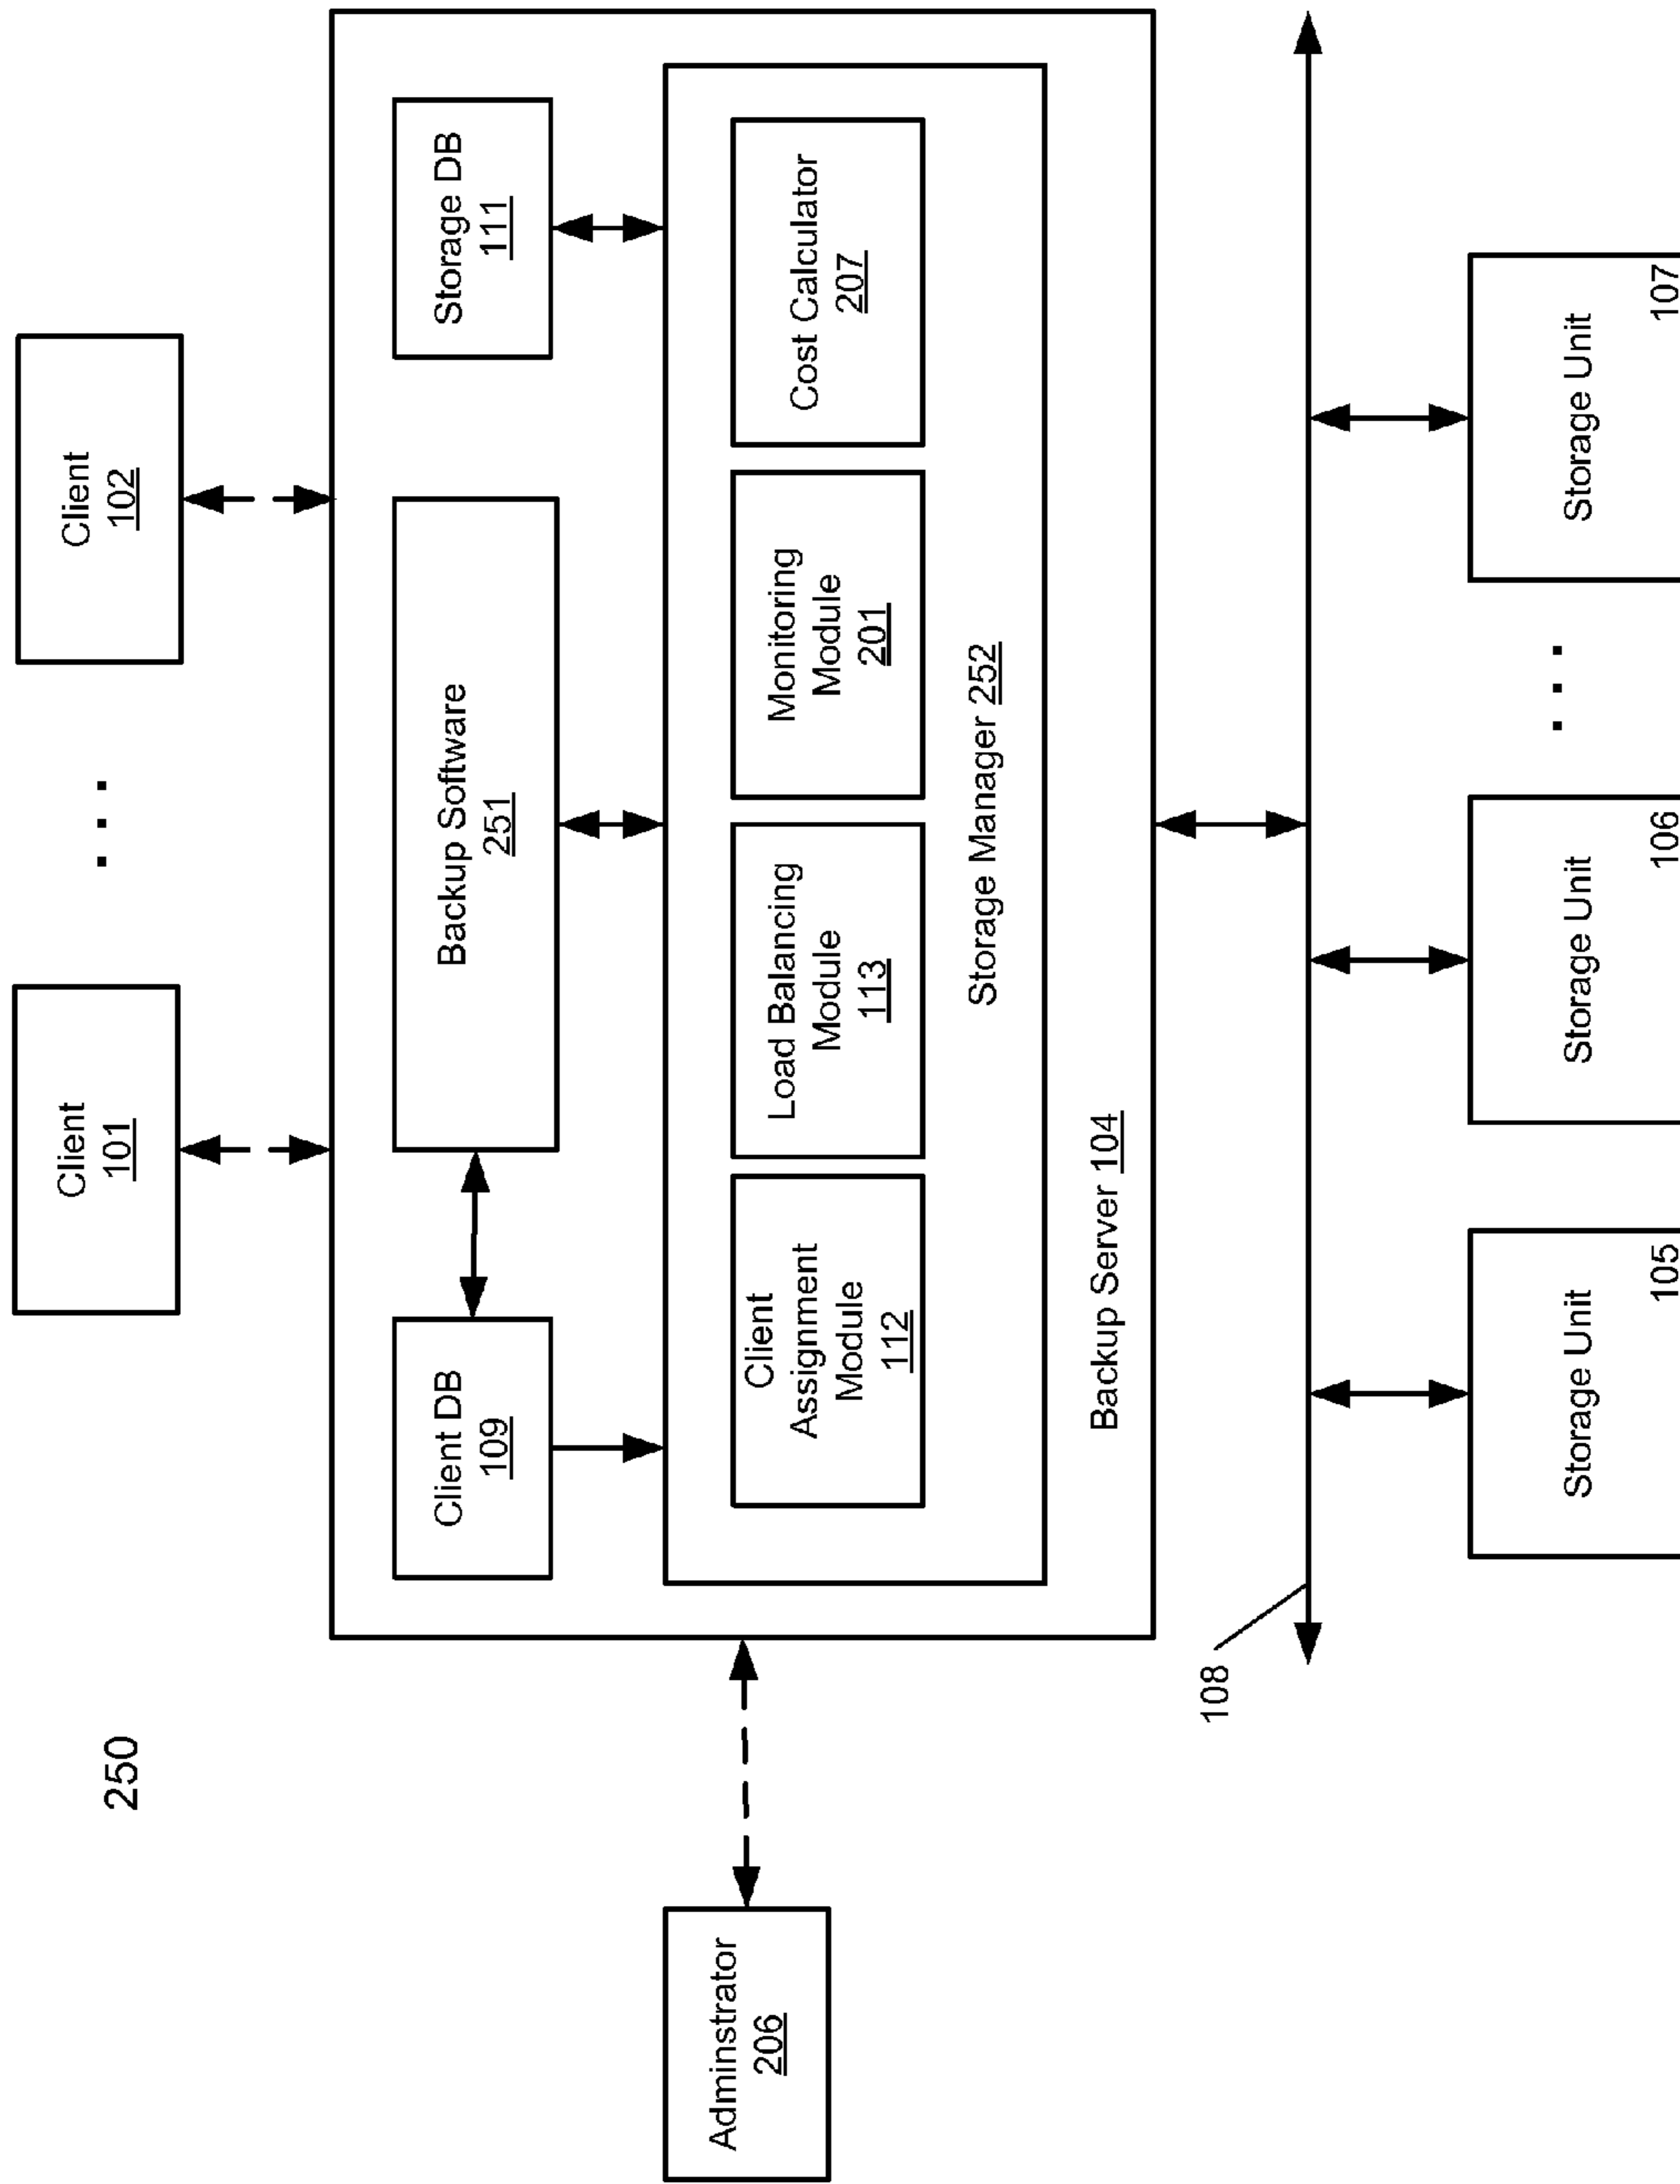 250
Client
101
. . .
Client
102
Adminstrator
206
Client DB
109
Backup Software
251
Storage DB
111
Client
Assignment
Module
112
Load Balancing
Module
113
Monitoring
Module
201
Cost Calculator
207
Storage Manager 252
Backup Server 104
108
Storage Unit
105
Storage Unit
106
. . .
Storage Unit
107